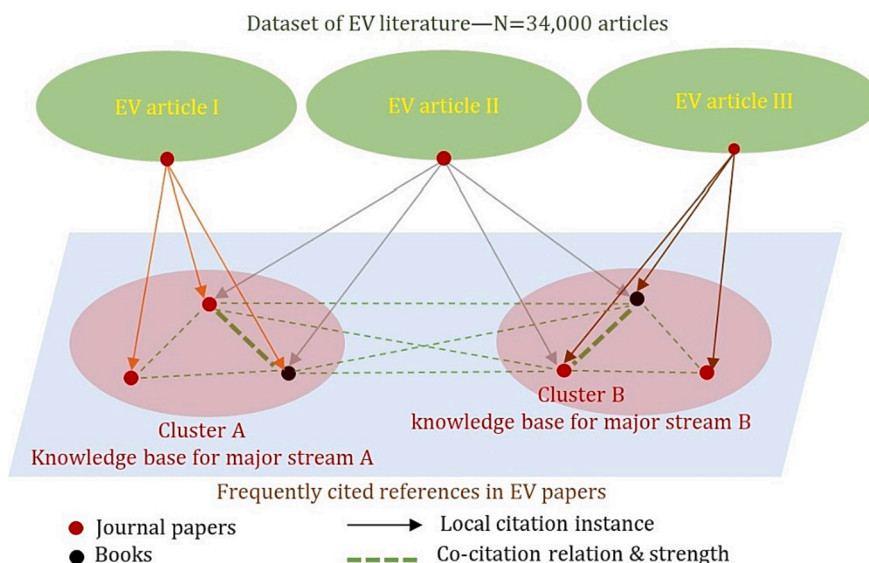 Dataset of EV literature—N=34,000 articles
EV article I
EV article II
EV article III
Cluster A
Knowledge base for major stream A
Cluster B
knowledge base for major stream B
Frequently cited references in EV papers
Journal papers
Local citation instance
Books
Co-citation relation & strength